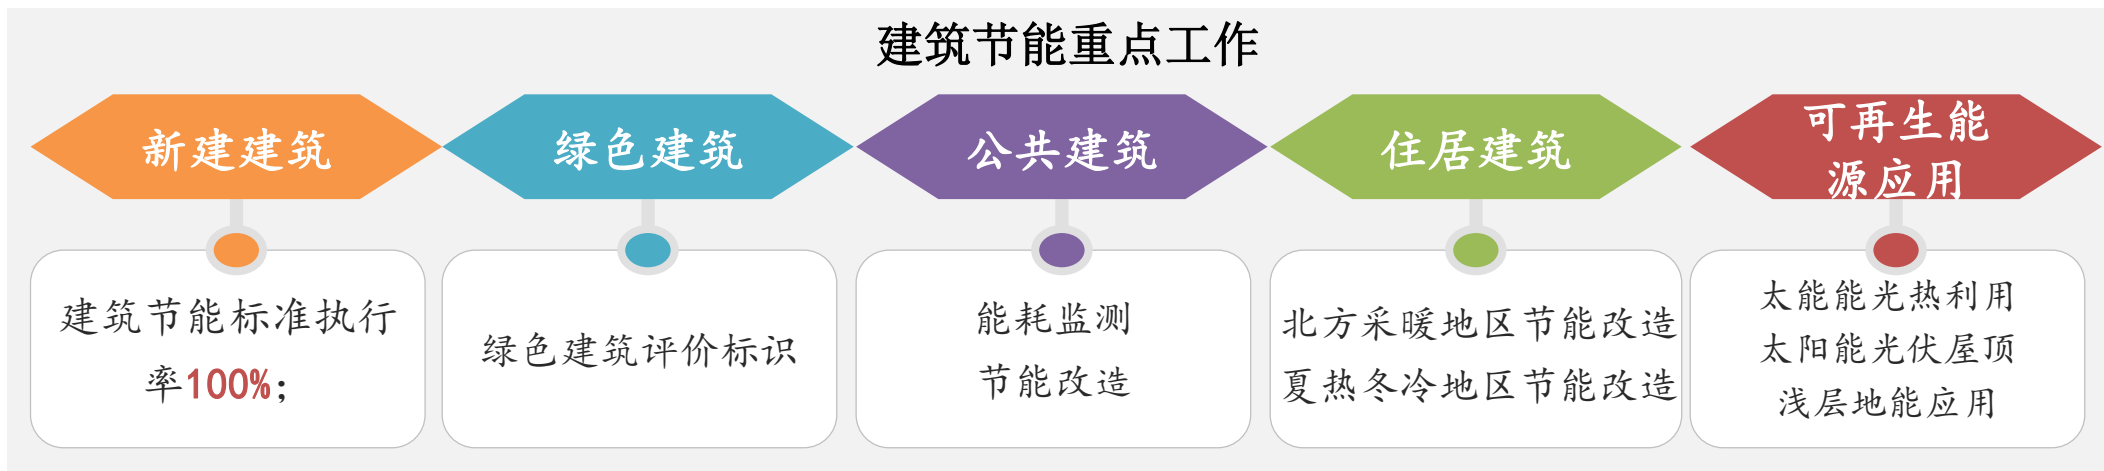 建筑节能重点工作
新建建筑
绿色建筑
公共建筑
住居建筑
可再生能
源应用
建筑节能标准执行
率100%；
绿色建筑评价标识
能耗监测
节能改造
北方采暖地区节能改造
夏热冬冷地区节能改造
太能能光热利用
太阳能光伏屋顶
浅层地能应用